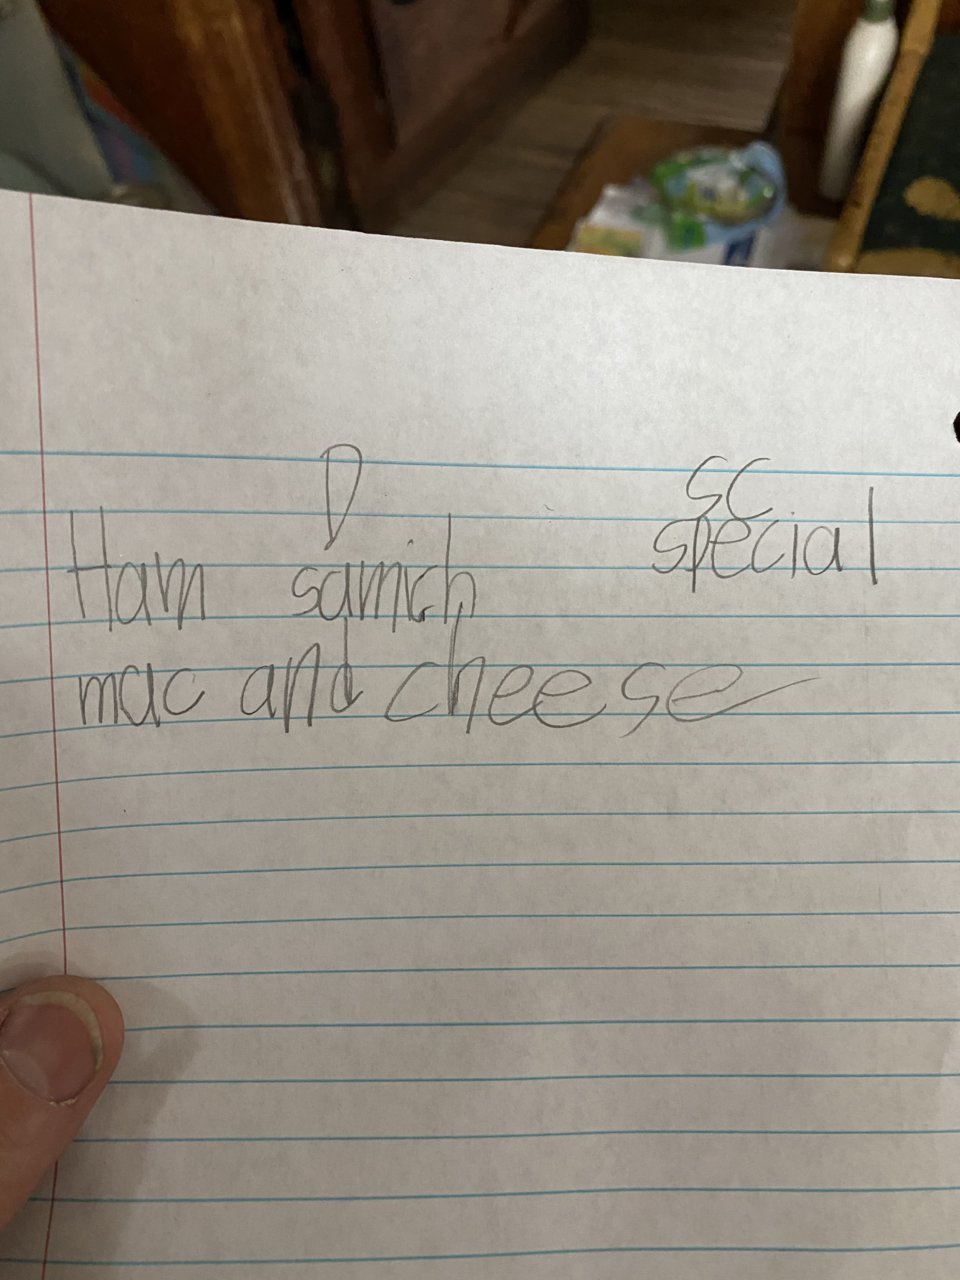 D SC
Ham samich special
mac and cheese